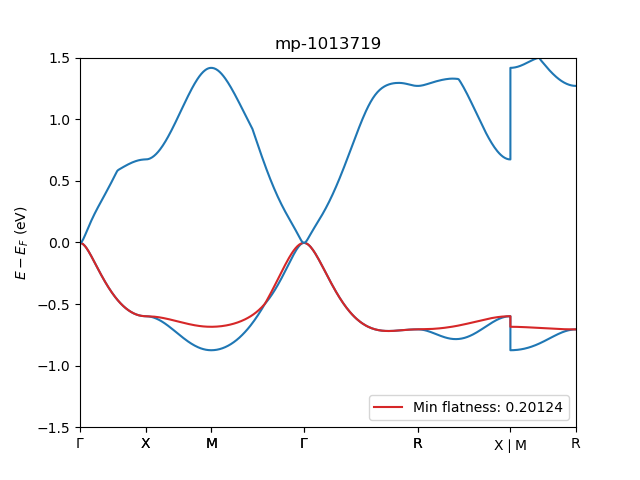 mp-1013719
E − E_F (eV)
1.5
1.0
0.5
0.0
−0.5
−1.0
−1.5
Min flatness: 0.20124
Γ X M Γ R X | M R